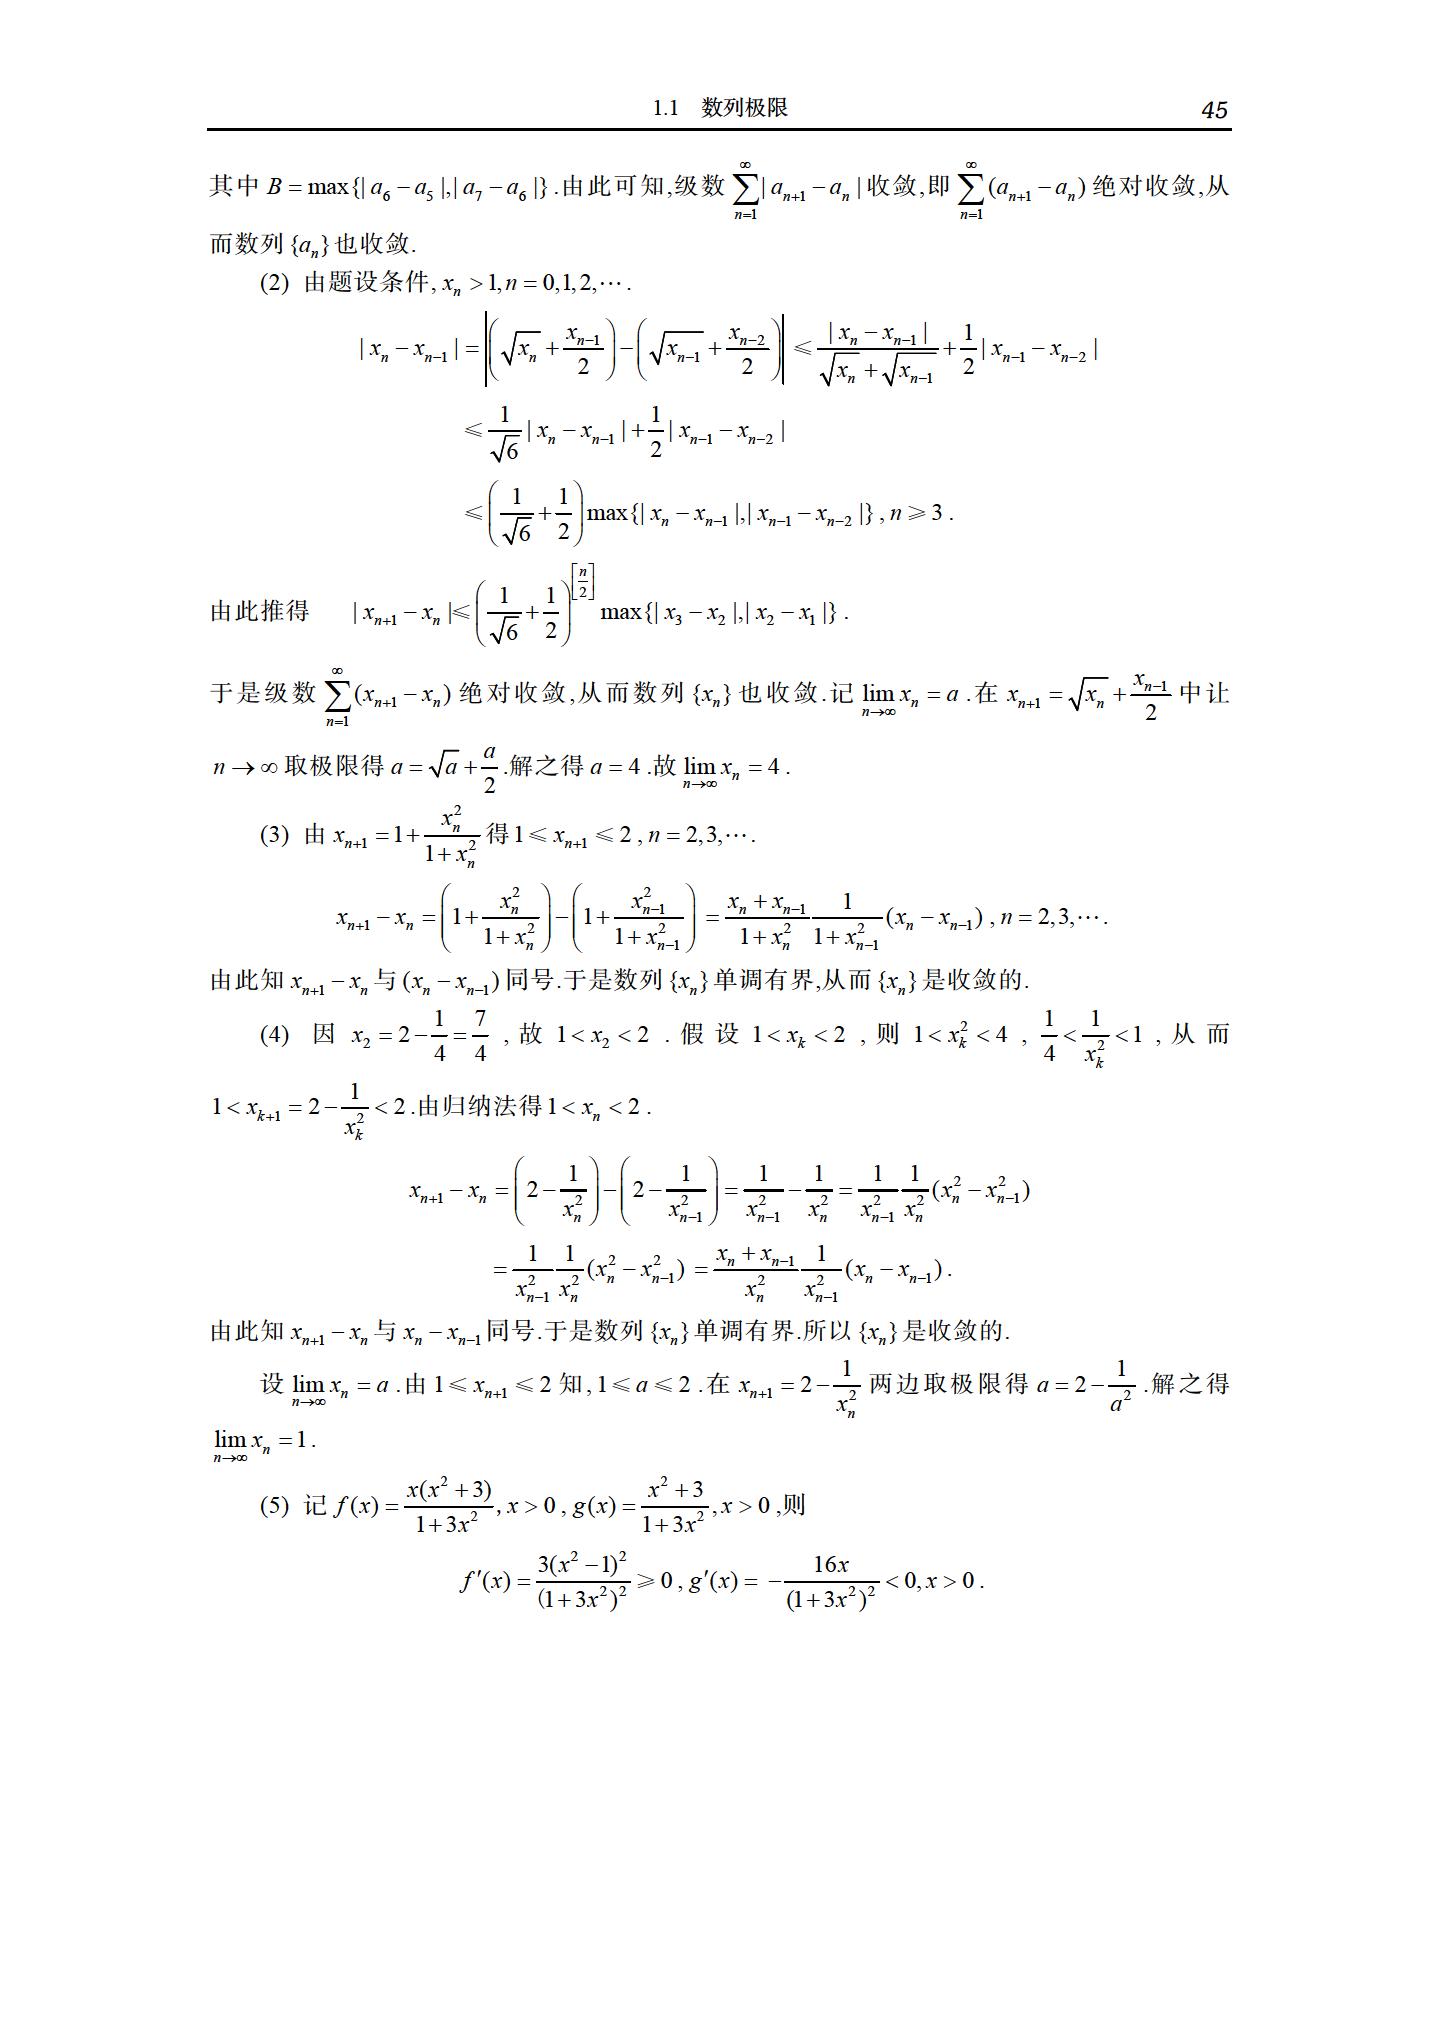 1.1 数列极限 45
其中 $B = \max\{|a_6 - a_5|,|a_7 - a_6|\}$.由此可知,级数 $\sum_{n=1}^{\infty}|a_{n+1} - a_n|$ 收敛,即 $\sum_{n=1}^{\infty}(a_{n+1} - a_n)$ 绝对收敛,从
而数列 $\{a_n\}$ 也收敛.
(2) 由题设条件, $x_n > 1, n = 0,1,2,\cdots$.
$|x_n - x_{n-1}| = \left|\left(\sqrt{x_n} + \frac{x_{n-1}}{2}\right) - \left(\sqrt{x_{n-1}} + \frac{x_{n-2}}{2}\right)\right| \leqslant \frac{|x_n - x_{n-1}|}{\sqrt{x_n} + \sqrt{x_{n-1}}} + \frac{1}{2}|x_{n-1} - x_{n-2}|$
$\leqslant \frac{1}{\sqrt{6}}|x_n - x_{n-1}| + \frac{1}{2}|x_{n-1} - x_{n-2}|$
$\leqslant \left(\frac{1}{\sqrt{6}} + \frac{1}{2}\right)\max\{|x_n - x_{n-1}|,|x_{n-1} - x_{n-2}|\}, n \geqslant 3$.
由此推得 $|x_{n+1} - x_n| \leqslant \left(\frac{1}{\sqrt{6}} + \frac{1}{2}\right)^{\left[\frac{n}{2}\right]}\max\{|x_3 - x_2|,|x_2 - x_1|\}$.
于是级数 $\sum_{n=1}^{\infty}(x_{n+1} - x_n)$ 绝对收敛,从而数列 $\{x_n\}$ 也收敛.记 $\lim_{n\to\infty} x_n = a$.在 $x_{n+1} = \sqrt{x_n} + \frac{x_{n-1}}{2}$ 中让
$n \to \infty$ 取极限得 $a = \sqrt{a} + \frac{a}{2}$.解之得 $a = 4$.故 $\lim_{n\to\infty} x_n = 4$.
(3) 由 $x_{n+1} = 1 + \frac{x_n^2}{1 + x_n^2}$ 得 $1 \leqslant x_{n+1} \leqslant 2, n = 2,3,\cdots$.
$x_{n+1} - x_n = \left(1 + \frac{x_n^2}{1 + x_n^2}\right) - \left(1 + \frac{x_{n-1}^2}{1 + x_{n-1}^2}\right) = \frac{x_n + x_{n-1}}{1 + x_n^2}\frac{1}{1 + x_{n-1}^2}(x_n - x_{n-1}), n = 2,3,\cdots$.
由此知 $x_{n+1} - x_n$ 与 $(x_n - x_{n-1})$ 同号.于是数列 $\{x_n\}$ 单调有界,从而 $\{x_n\}$ 是收敛的.
(4) 因 $x_2 = 2 - \frac{1}{4} = \frac{7}{4}$, 故 $1 < x_2 < 2$. 假设 $1 < x_k < 2$, 则 $1 < x_k^2 < 4$, $\frac{1}{4} < \frac{1}{x_k^2} < 1$, 从而
$1 < x_{k+1} = 2 - \frac{1}{x_k^2} < 2$.由归纳法得 $1 < x_n < 2$.
$x_{n+1} - x_n = \left(2 - \frac{1}{x_n^2}\right) - \left(2 - \frac{1}{x_{n-1}^2}\right) = \frac{1}{x_{n-1}^2} - \frac{1}{x_n^2} = \frac{1}{x_{n-1}^2}\frac{1}{x_n^2}(x_n^2 - x_{n-1}^2)$
$= \frac{1}{x_{n-1}^2}\frac{1}{x_n^2}(x_n^2 - x_{n-1}^2) = \frac{x_n + x_{n-1}}{x_n^2}\frac{1}{x_{n-1}^2}(x_n - x_{n-1})$.
由此知 $x_{n+1} - x_n$ 与 $x_n - x_{n-1}$ 同号.于是数列 $\{x_n\}$ 单调有界.所以 $\{x_n\}$ 是收敛的.
设 $\lim_{n\to\infty} x_n = a$.由 $1 \leqslant x_{n+1} \leqslant 2$ 知, $1 \leqslant a \leqslant 2$.在 $x_{n+1} = 2 - \frac{1}{x_n^2}$ 两边取极限得 $a = 2 - \frac{1}{a^2}$.解之得
$\lim_{n\to\infty} x_n = 1$.
(5) 记 $f(x) = \frac{x(x^2 + 3)}{1 + 3x^2}, x > 0, g(x) = \frac{x^2 + 3}{1 + 3x^2}, x > 0$,则
$f'(x) = \frac{3(x^2 - 1)^2}{(1 + 3x^2)^2} \geqslant 0, g'(x) = -\frac{16x}{(1 + 3x^2)^2} < 0, x > 0$.